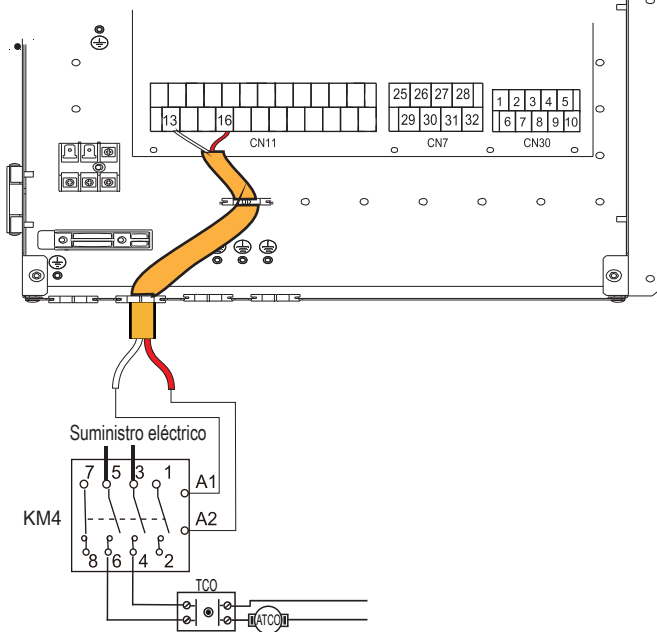 25 26 27 28
1 2 3 4 5
13 16
29 30 31 32
6 7 8 9 10
CN11
CN7
CN30
Suministro eléctrico
7 5 3 1
A1
KM4
A2
8 6 4 2
TCO
ATCO